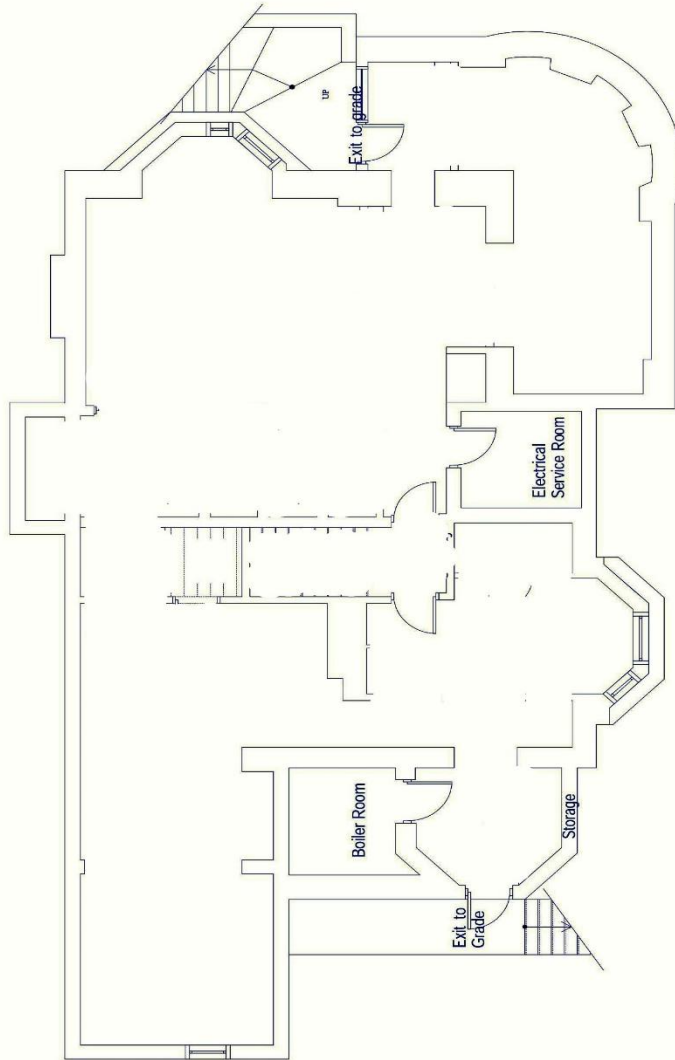 UP
Exit to grade
Electrical
Service Room
Boiler Room
Storage
Exit to
Grade